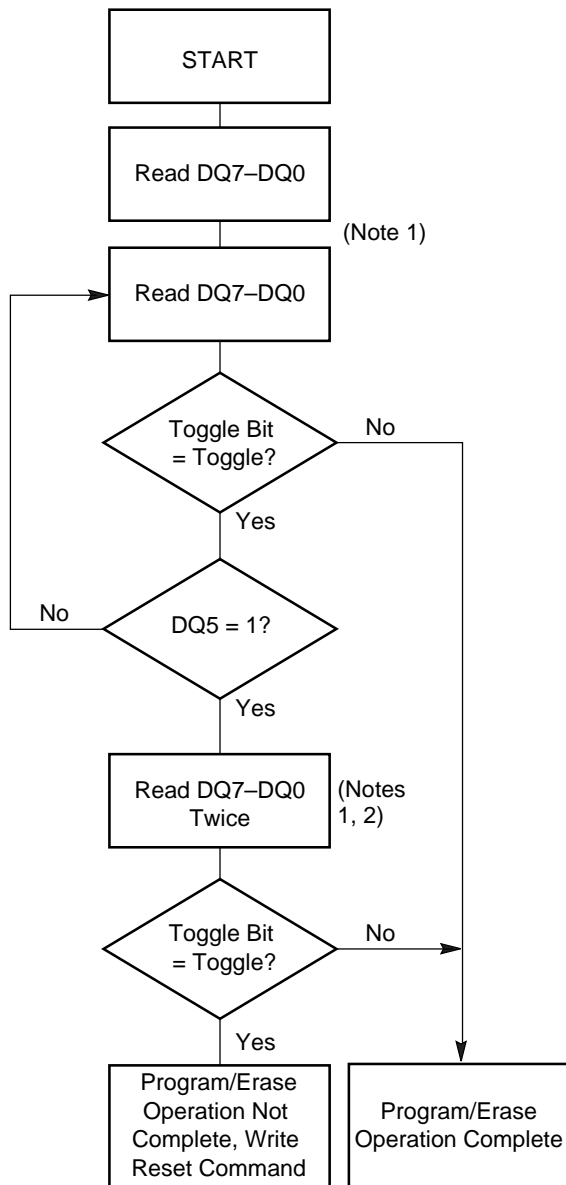 START
Read DQ7–DQ0
(Note 1)
Read DQ7–DQ0
Toggle Bit
= Toggle?
No
Yes
No
DQ5 = 1?
Yes
Read DQ7–DQ0
Twice
(Notes
1, 2)
Toggle Bit
= Toggle?
No
Yes
Program/Erase
Operation Not
Complete, Write
Reset Command
Program/Erase
Operation Complete